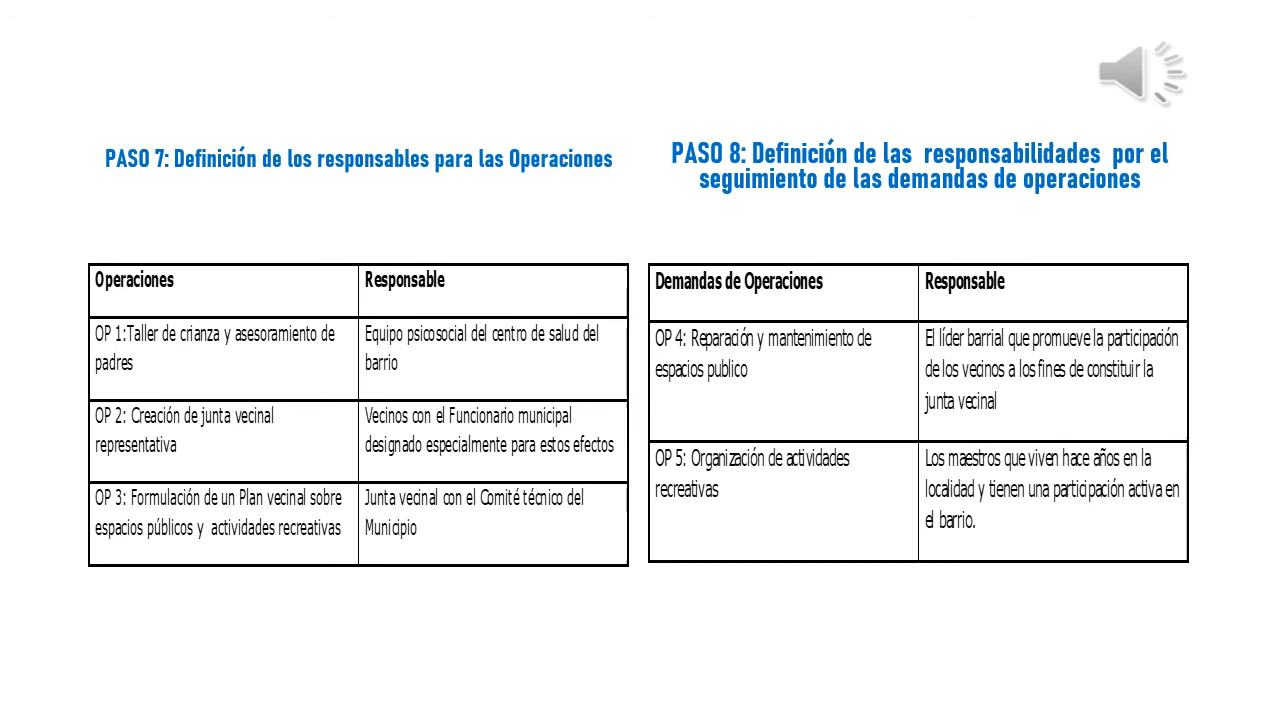 PASO 7: Definición de los responsables para las Operaciones
Operaciones
Responsable
OP 1:Taller de crianza y asesoramiento de
padres
Equipo psicosocial del centro de salud del
barrio
OP 2: Creación de junta vecinal
representativa
Vecinos con el Funcionario municipal
designado especialmente para estos efectos
OP 3: Formulación de un Plan vecinal sobre
espacios públicos y actividades recreativas
Junta vecinal con el Comité técnico del
Municipio
PASO 8: Definición de las responsabilidades por el
seguimiento de las demandas de operaciones
Demandas de Operaciones
Responsable
OP 4: Reparación y mantenimiento de
espacios publico
El líder barrial que promueve la participación
de los vecinos a los fines de constituir la
junta vecinal
OP 5: Organización de actividades
recreativas
Los maestros que viven hace años en la
localidad y tienen una participación activa en
el barrio.